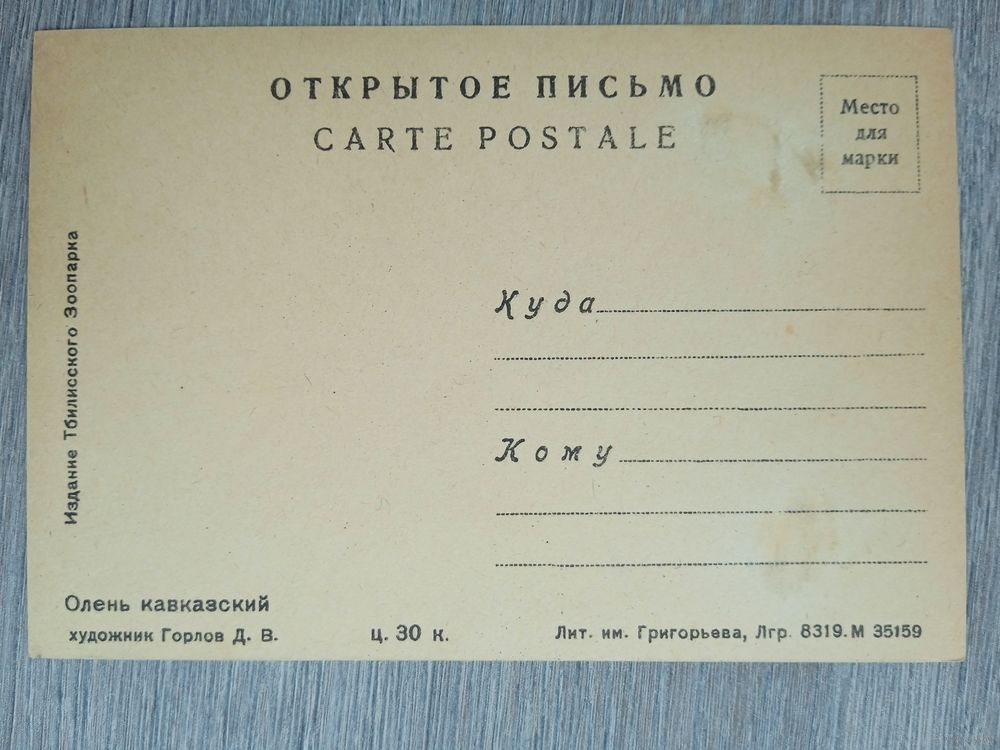 ОТКРЫТОЕ ПИСЬМО
CARTE POSTALE
Место
для
марки
Издание Тбилисского Зоопарка
Куда
Кому
Олень кавказский
художник Горлов Д. В.
ц. 30 к.
Лит. им. Григорьева, Лгр. 8319. М 35159